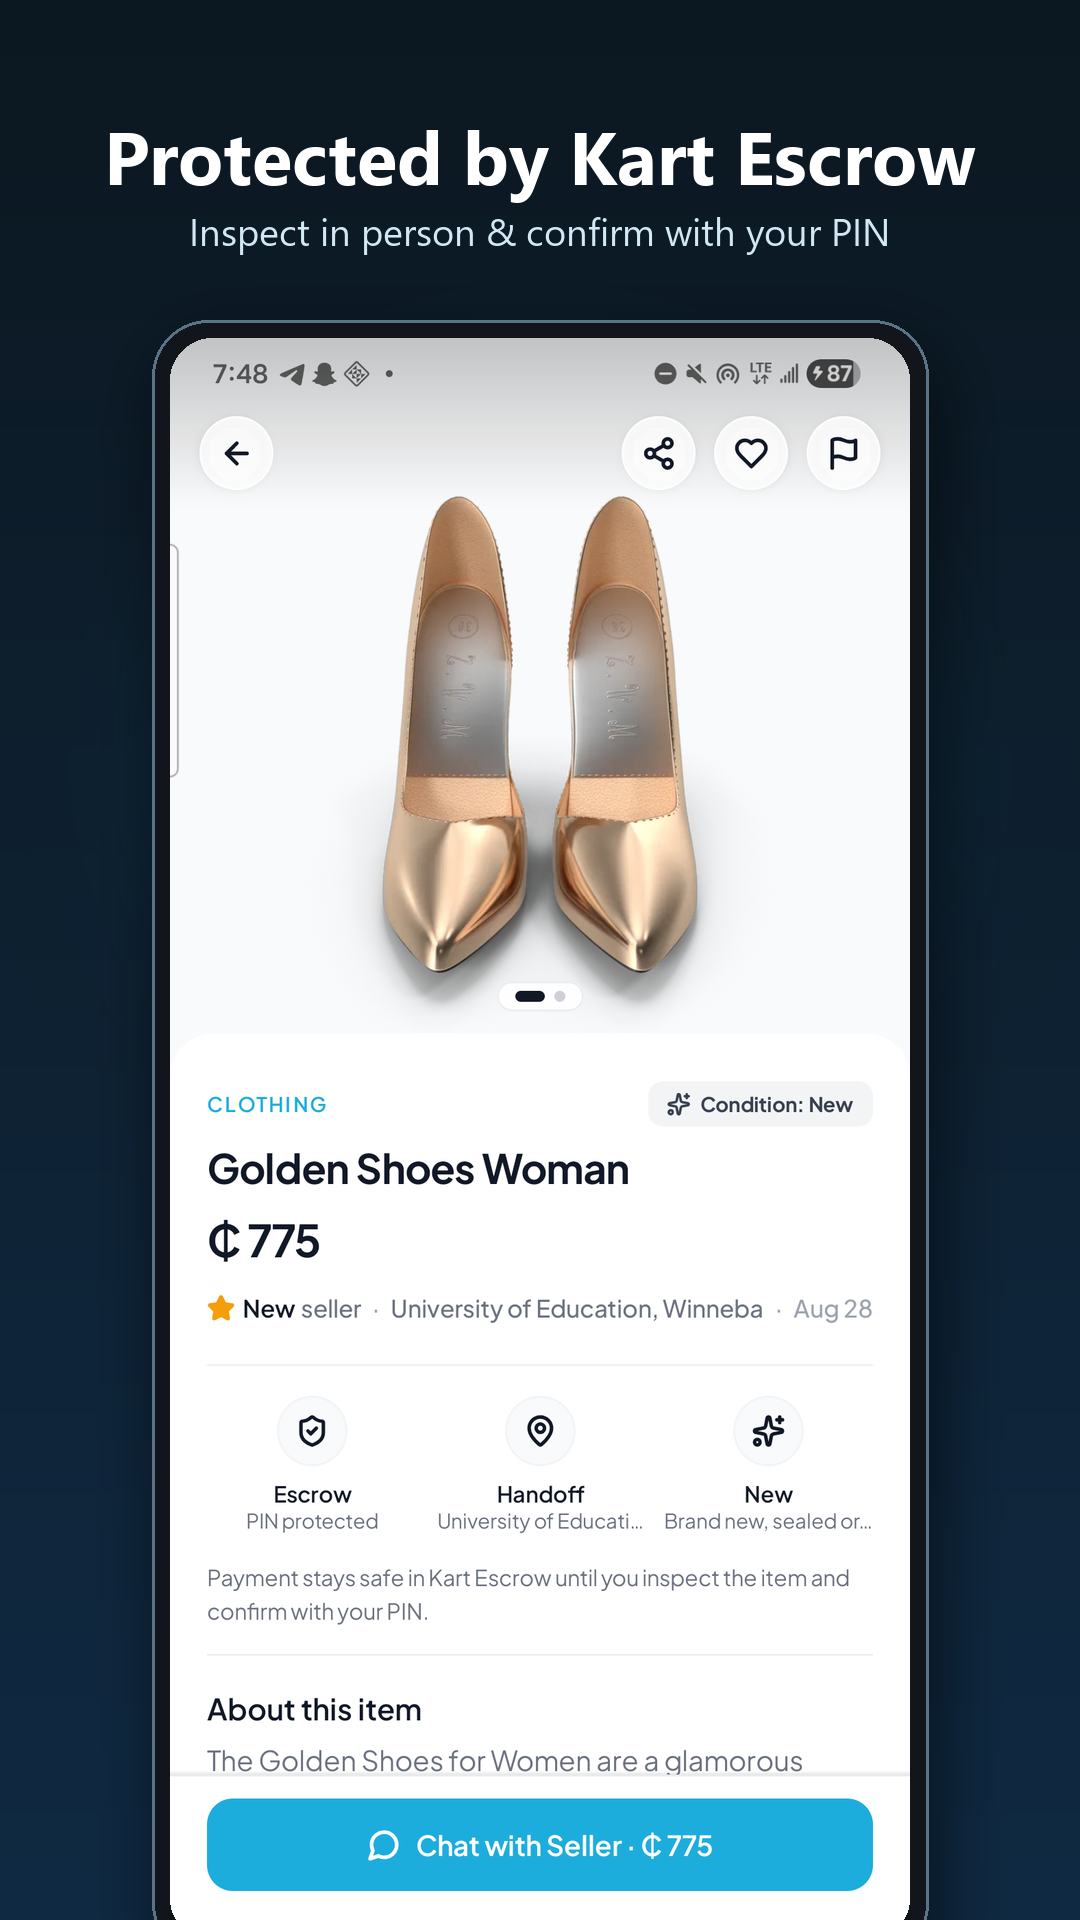 Protected by Kart Escrow
Inspect in person & confirm with your PIN
7:48
LTE
87
36
Z.W.M
36
Z.W.M
CLOTHING
Condition: New
Golden Shoes Woman
₵ 775
New seller · University of Education, Winneba · Aug 28
Escrow
Handoff
New
PIN protected
University of Educati...
Brand new, sealed or...
Payment stays safe in Kart Escrow until you inspect the item and
confirm with your PIN.
About this item
The Golden Shoes for Women are a glamorous
Chat with Seller · ₵ 775